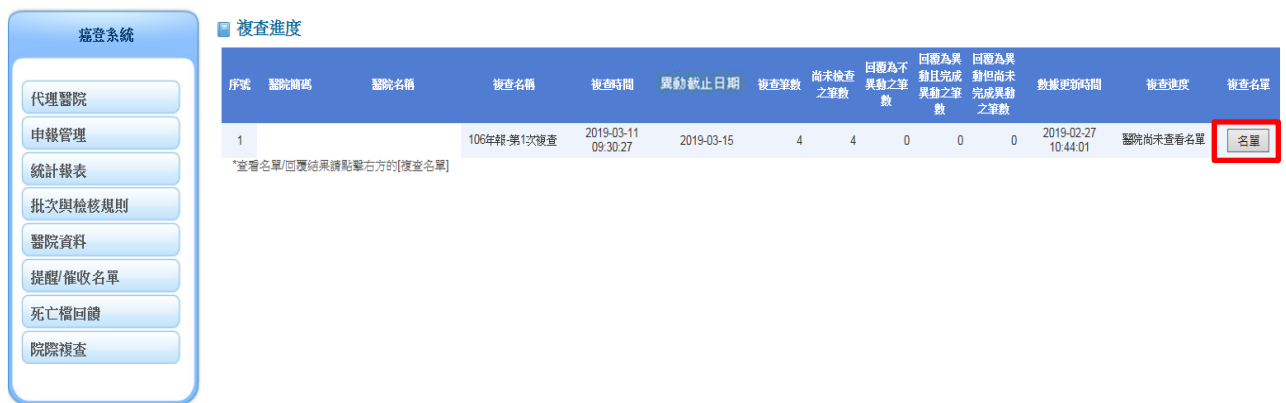 癌登系統
代理醫院
申報管理
統計報表
批次與檢核規則
醫院資料
提醒/催收名單
死亡檔回饋
院際複查
複查進度
序號 醫院簡碼 醫院名稱 複查名稱 複查時間 異動截止日期 複查筆數 尚未檢查之筆數 回覆為不異動之筆數 回覆為異動且完成異動之筆數 回覆為異動但尚未完成異動之筆數 數據更新時間 複查進度 複查名單
1 106年報-第1次複查 2019-03-11 09:30:27 2019-03-15 4 4 0 0 0 2019-02-27 10:44:01 醫院尚未查看名單 名單
*查看名單/回覆結果請點擊右方的[複查名單]